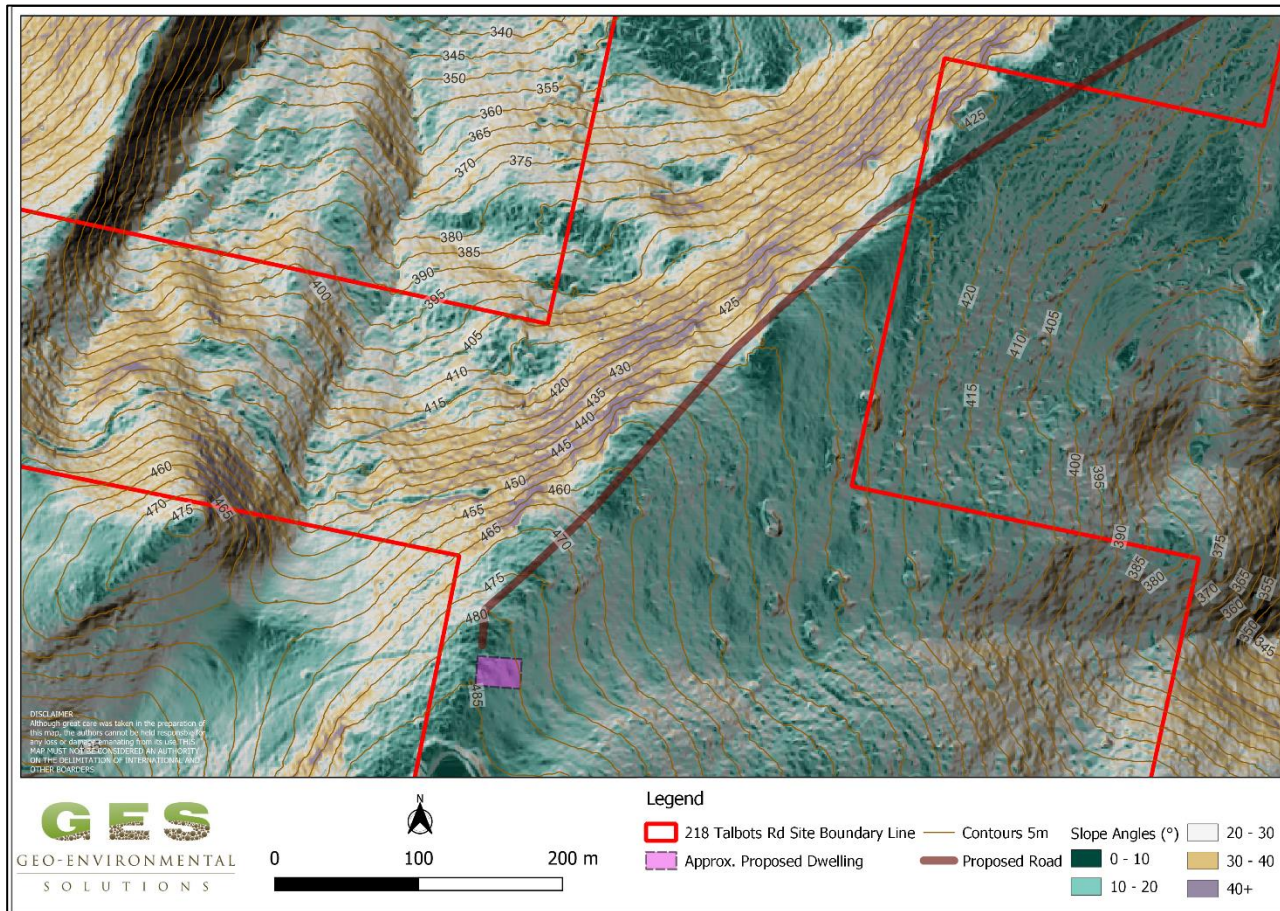 340
345
350
355
360
365
370
375
380
385
390
395
400
405
410
415
420
425
430
435
440
445
450
455
460
465
470
475
480
485
460
470
475
465
425
420
405
410
415
400
395
390
385
380
375
370
365
360
355
350
345
DISCLAIMER
Although great care was taken in the preparation of
this map, the authors cannot be held responsible for
any loss or damage emanating from its use. THIS
MAP MUST NOT BE CONSIDERED AN AUTHORITY
ON THE DELIMITATION OF INTERNATIONAL AND
OTHER BOARDERS
GES
GEO-ENVIRONMENTAL
SOLUTIONS
N
0 100 200 m
Legend
218 Talbots Rd Site Boundary Line
Contours 5m
Approx. Proposed Dwelling
Proposed Road
Slope Angles (°)
0 - 10
10 - 20
20 - 30
30 - 40
40+